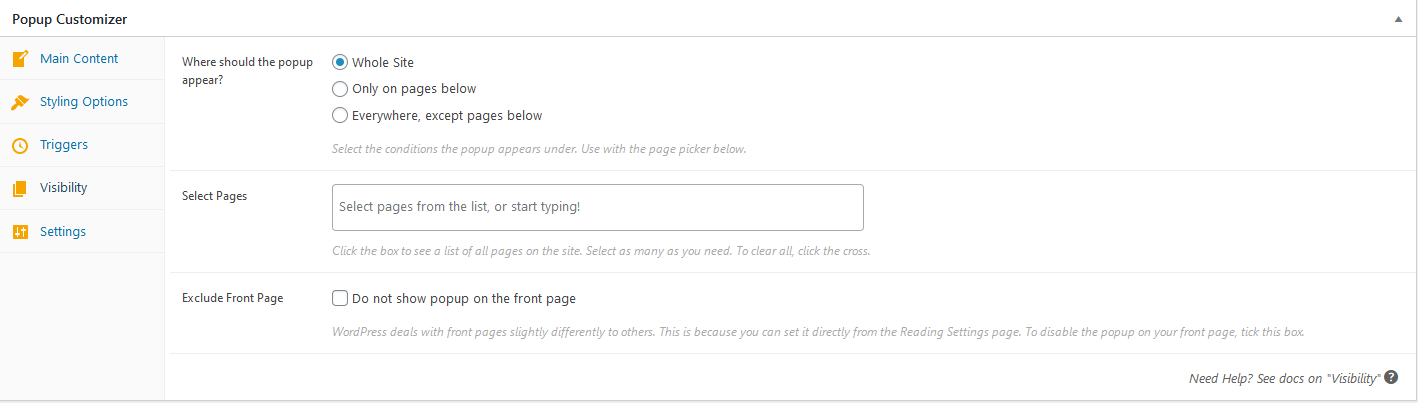 Popup Customizer
Main Content
Styling Options
Triggers
Visibility
Settings
Where should the popup
appear?
Whole Site
Only on pages below
Everywhere, except pages below
Select the conditions the popup appears under. Use with the page picker below.
Select Pages
Select pages from the list, or start typing!
Click the box to see a list of all pages on the site. Select as many as you need. To clear all, click the cross.
Exclude Front Page
Do not show popup on the front page
WordPress deals with front pages slightly differently to others. This is because you can set it directly from the Reading Settings page. To disable the popup on your front page, tick this box.
Need Help? See docs on "Visibility" ?